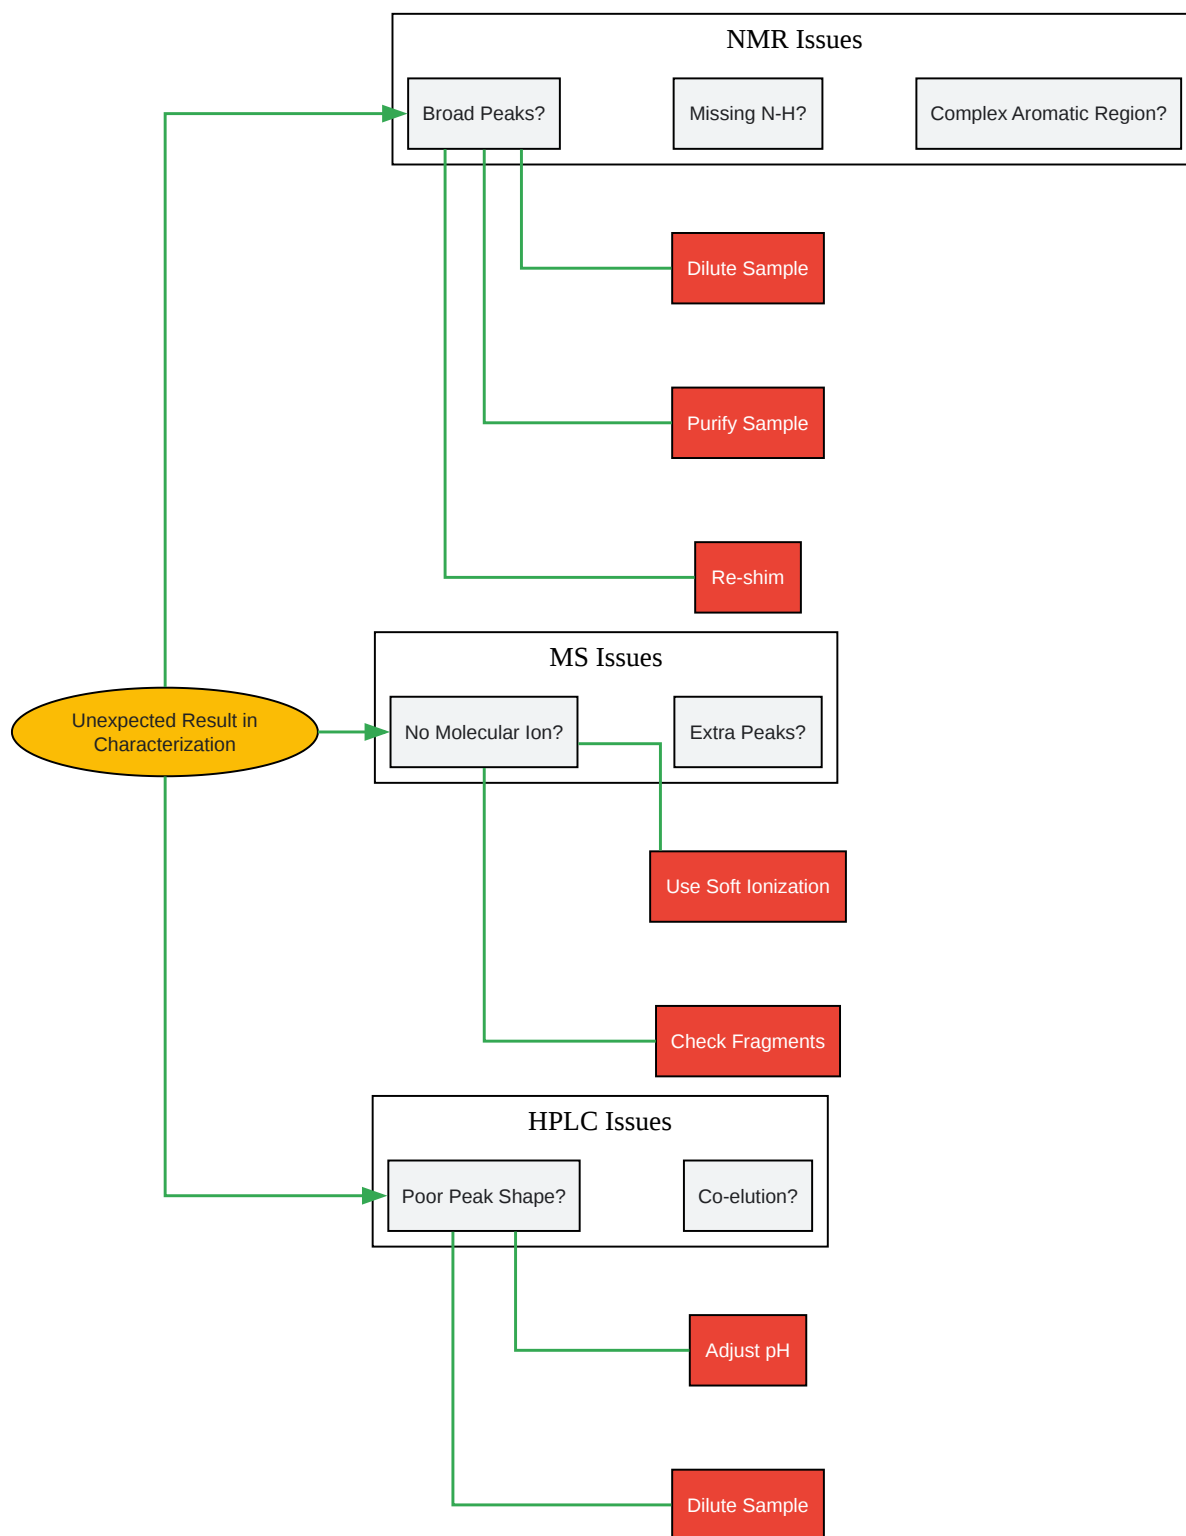 NMR Issues
Broad Peaks?
Missing N-H?
Complex Aromatic Region?
Dilute Sample
Purify Sample
Re-shim
MS Issues
Unexpected Result in
Characterization
No Molecular Ion?
Extra Peaks?
Use Soft Ionization
Check Fragments
HPLC Issues
Poor Peak Shape?
Co-elution?
Adjust pH
Dilute Sample